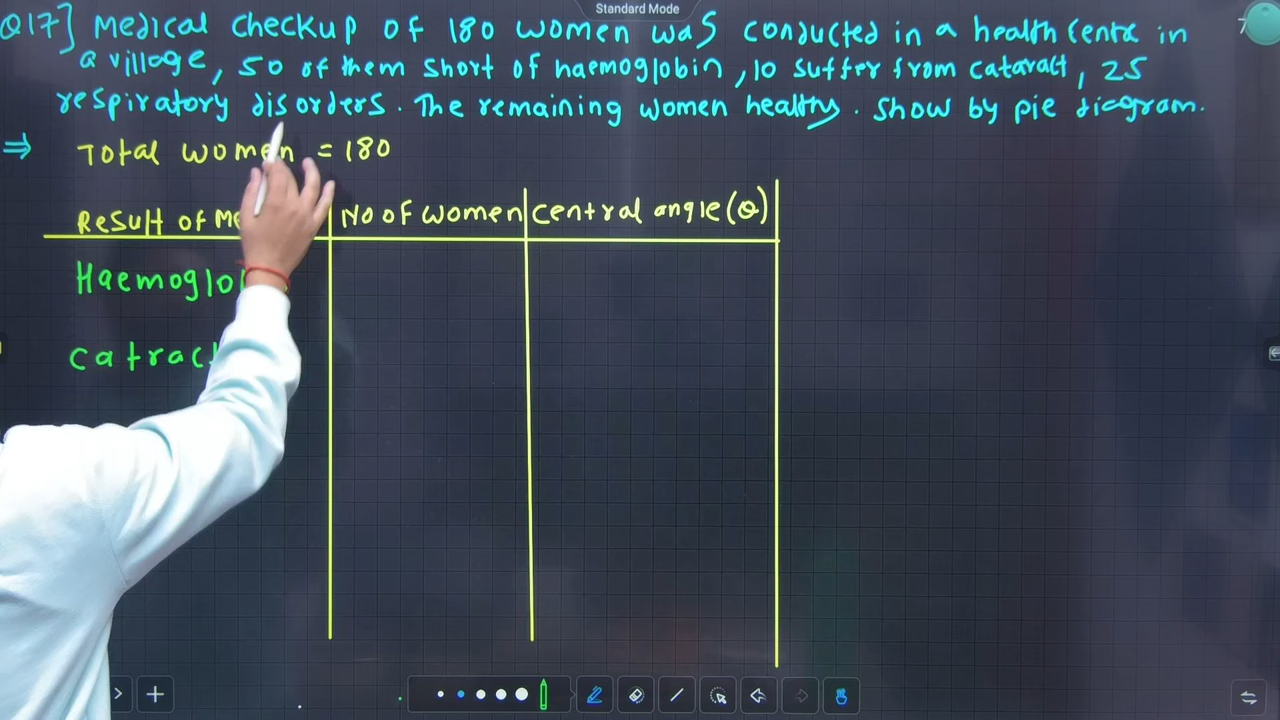 Standard Mode
Q17] Medical checkup of 180 women was conducted in a health centre in
a village, 50 of them short of haemoglobin, 10 suffer from cataract, 25
respiratory disorders. The remaining women healthy. Show by pie diagram.
⇒ Total women = 180
Result of Me No of women Central angle (θ)
Haemoglo
Catract